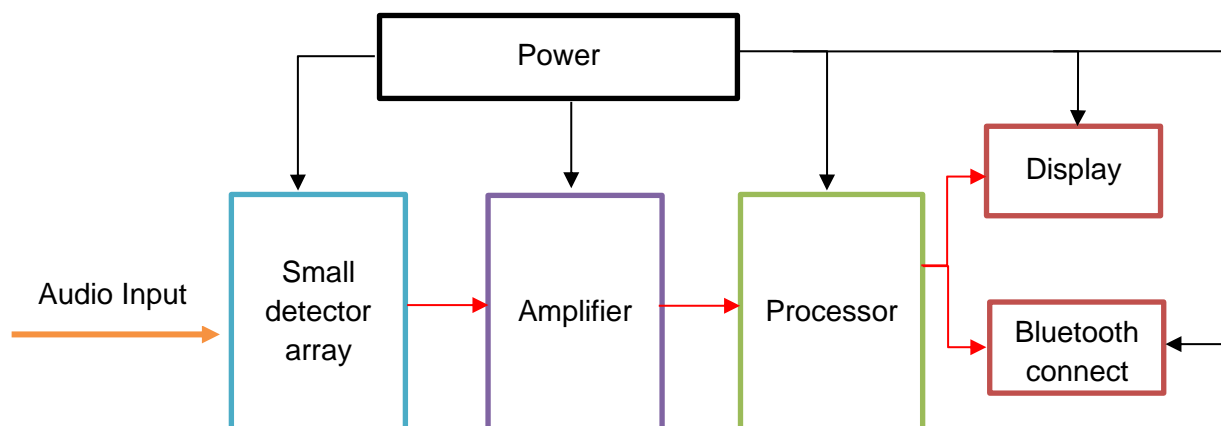 Power
Display
Small
detector
array
Audio Input
Amplifier
Processor
Bluetooth
connect